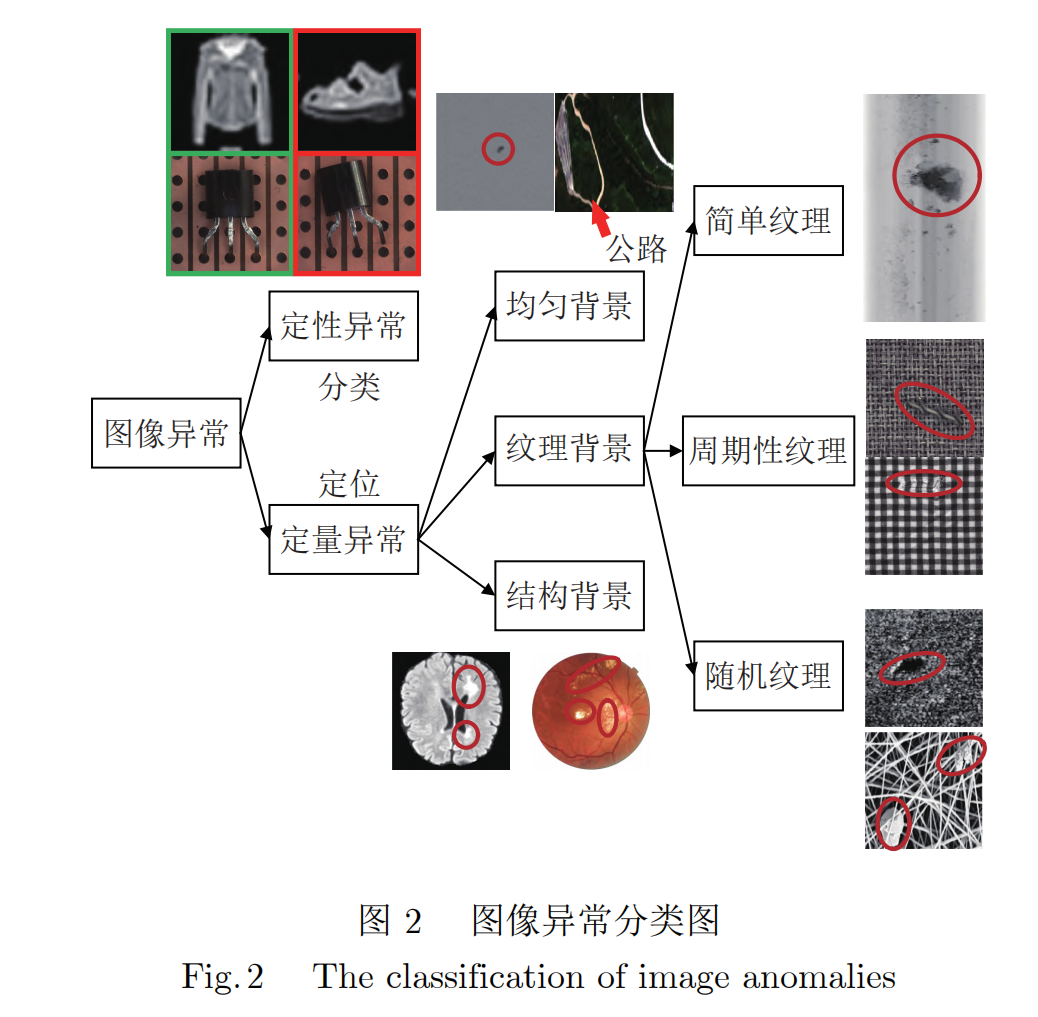 公路
简单纹理
定性异常
均匀背景
分类
图像异常
纹理背景
周期性纹理
定位
定量异常
结构背景
随机纹理
图 2 图像异常分类图
Fig. 2 The classification of image anomalies